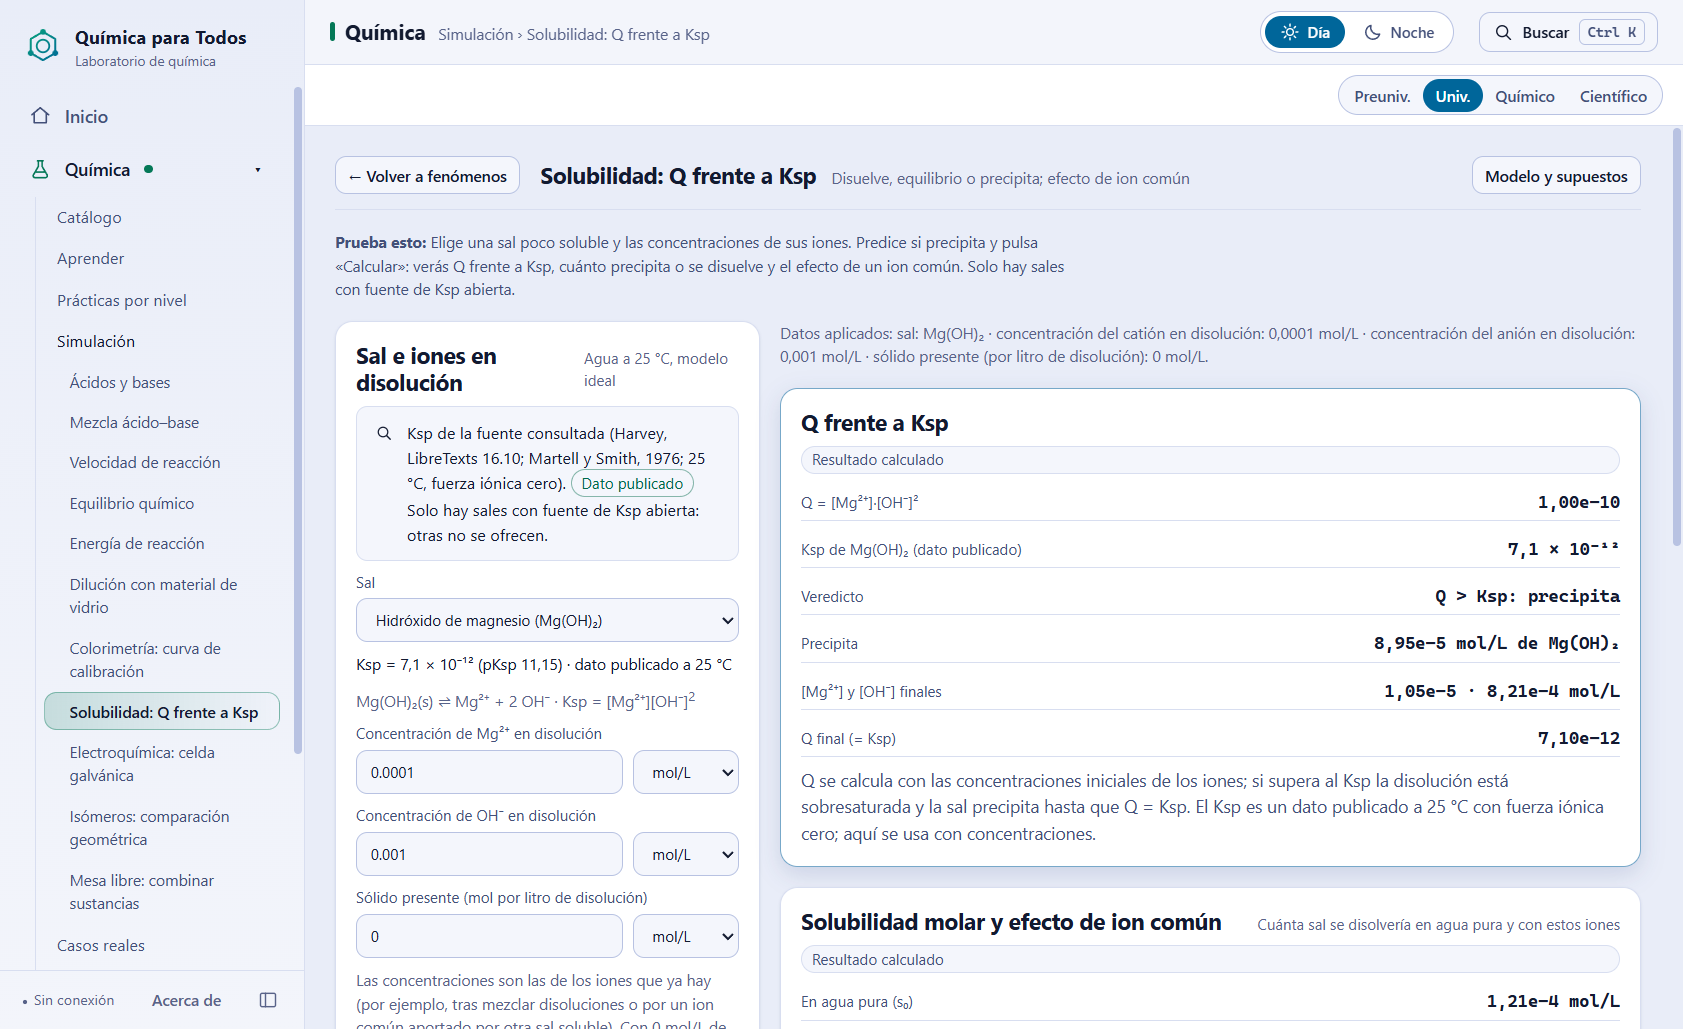 Química para Todos
Laboratorio de química
Inicio
Química
Catálogo
Aprender
Prácticas por nivel
Simulación
Ácidos y bases
Mezcla ácido–base
Velocidad de reacción
Equilibrio químico
Energía de reacción
Dilución con material de
vidrio
Colorimetría: curva de
calibración
Solubilidad: Q frente a Ksp
Electroquímica: celda
galvánica
Isómeros: comparación
geométrica
Mesa libre: combinar
sustancias
Casos reales
• Sin conexión
Acerca de
Química
Simulación › Solubilidad: Q frente a Ksp
Día
Noche
Buscar
Ctrl K
Preuniv.
Univ.
Químico
Científico
← Volver a fenómenos
Solubilidad: Q frente a Ksp
Disuelve, equilibrio o precipita; efecto de ion común
Modelo y supuestos
Prueba esto: Elige una sal poco soluble y las concentraciones de sus iones. Predice si precipita y pulsa
«Calcular»: verás Q frente a Ksp, cuánto precipita o se disuelve y el efecto de un ion común. Solo hay sales
con fuente de Ksp abierta.
Sal e iones en
disolución
Agua a 25 °C, modelo
ideal
Ksp de la fuente consultada (Harvey,
LibreTexts 16.10; Martell y Smith, 1976; 25
°C, fuerza iónica cero). Dato publicado
Solo hay sales con fuente de Ksp abierta:
otras no se ofrecen.
Sal
Hidróxido de magnesio (Mg(OH)₂)
Ksp = 7,1 × 10⁻¹² (pKsp 11,15) · dato publicado a 25 °C
Mg(OH)₂(s) ⇌ Mg²⁺ + 2 OH⁻ · Ksp = [Mg²⁺][OH⁻]²
Concentración de Mg²⁺ en disolución
0.0001
mol/L
Concentración de OH⁻ en disolución
0.001
mol/L
Sólido presente (mol por litro de disolución)
0
mol/L
Las concentraciones son las de los iones que ya hay
(por ejemplo, tras mezclar disoluciones o por un ion
común aportado por otra sal soluble). Con 0 mol/L de
Datos aplicados: sal: Mg(OH)₂ · concentración del catión en disolución: 0,0001 mol/L · concentración del anión en disolución:
0,001 mol/L · sólido presente (por litro de disolución): 0 mol/L.
Q frente a Ksp
Resultado calculado
Q = [Mg²⁺]·[OH⁻]²
1,00e−10
Ksp de Mg(OH)₂ (dato publicado)
7,1 × 10⁻¹²
Veredicto
Q > Ksp: precipita
Precipita
8,95e−5 mol/L de Mg(OH)₂
[Mg²⁺] y [OH⁻] finales
1,05e−5 · 8,21e−4 mol/L
Q final (= Ksp)
7,10e−12
Q se calcula con las concentraciones iniciales de los iones; si supera al Ksp la disolución está
sobresaturada y la sal precipita hasta que Q = Ksp. El Ksp es un dato publicado a 25 °C con fuerza iónica
cero; aquí se usa con concentraciones.
Solubilidad molar y efecto de ion común
Cuánta sal se disolvería en agua pura y con estos iones
Resultado calculado
En agua pura (s₀)
1,21e−4 mol/L